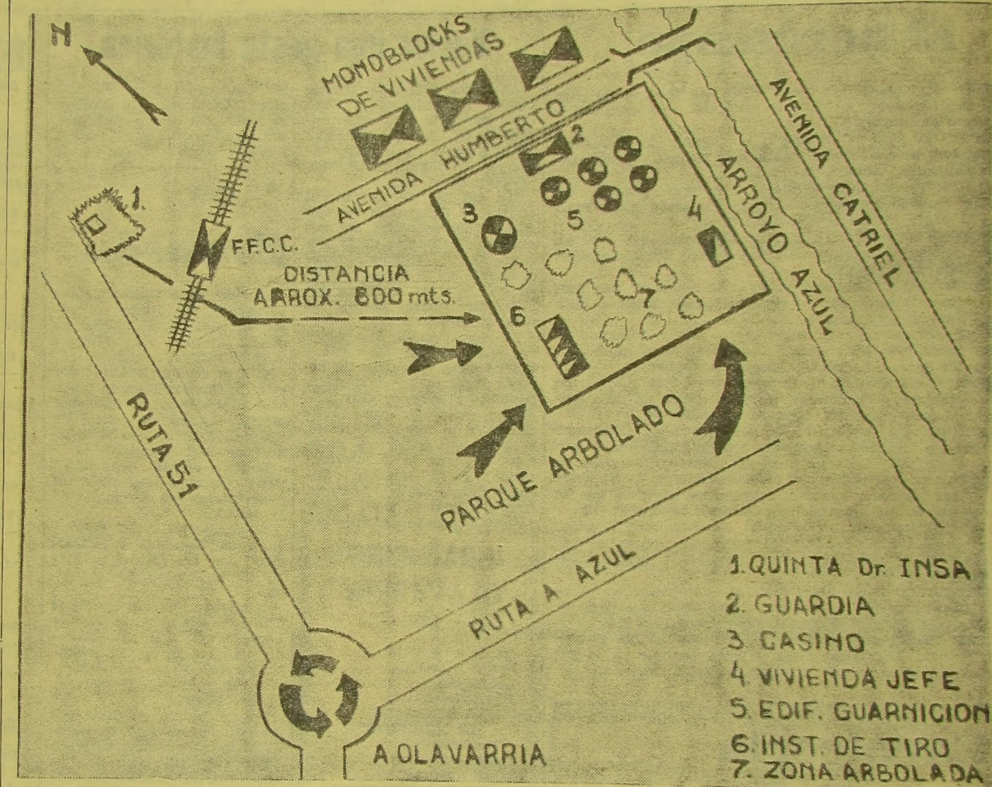 N
MONOBLOCKS
DE VIVIENDAS
AVENIDA HUMBERTO
AVENIDA CATRIEL
ARROYO AZUL
1.
2
3
4
5
6
7
F.F.C.C.
DISTANCIA
ARROX. 800 mts.
RUTA 51
PARQUE ARBOLADO
RUTA A AZUL
A OLAVARRIA
1. QUINTA Dr. INSA
2. GUARDIA
3 CASINO
4. VIVIENDA JEFE
5. EDIF. GUARNICION
6. INST. DE TIRO
7. ZONA ARBOLADA